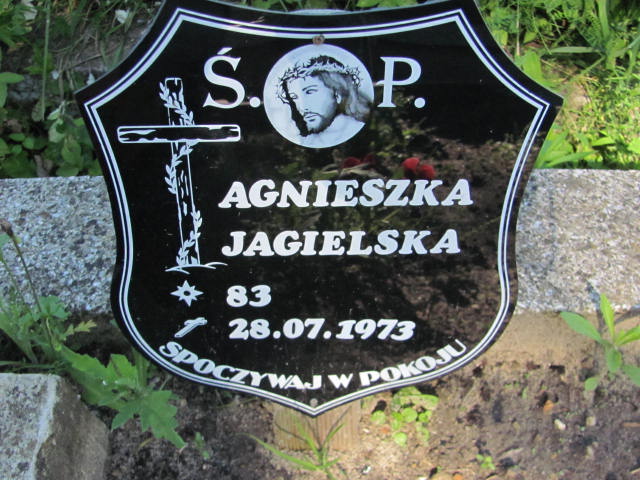 Ś. P.
AGNIESZKA
JAGIELSKA
83
28.07.1973
SPOCZYWAJ W POKOJU